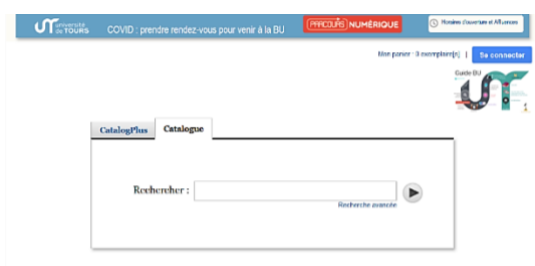 université de TOURS
COVID : prendre rendez-vous pour venir à la BU
PARCOURS NUMÉRIQUE
Horaires d'ouverture et Affluences
Mon panier : 0 exemplaire(s) | Se connecter
Guide BU
CatalogPlus Catalogue
Rechercher :
Recherche avancée